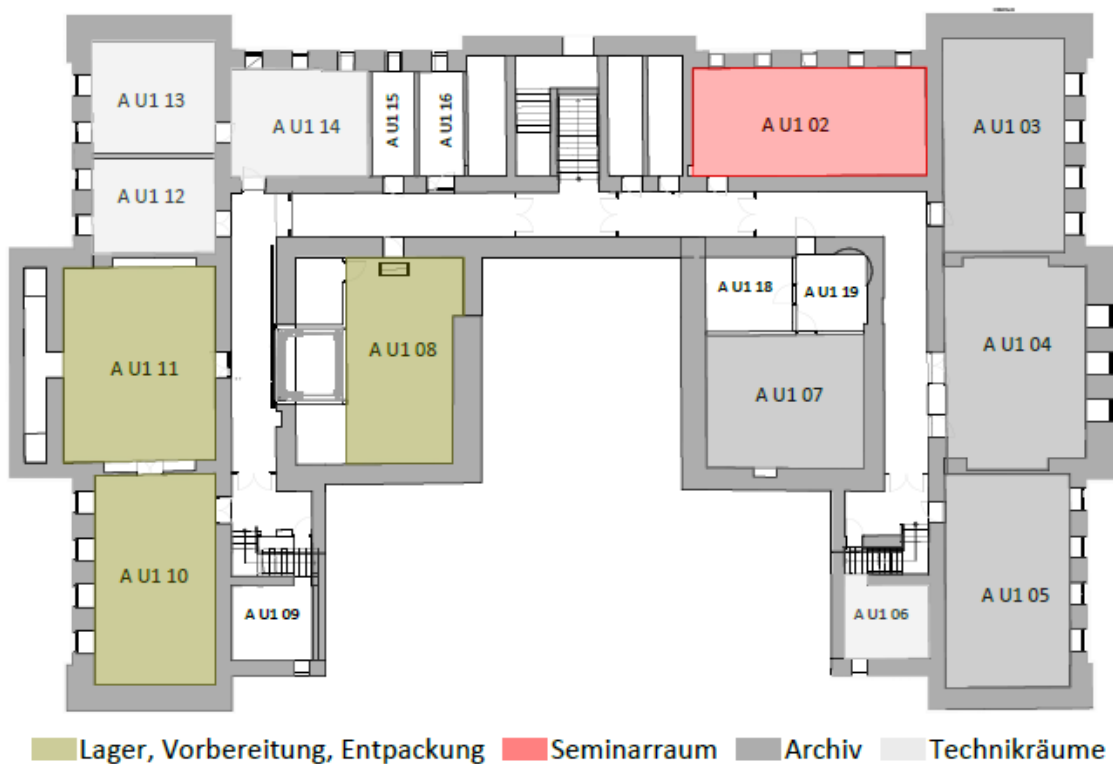 A U1 13
A U1 14
A U1 15
A U1 16
A U1 02
A U1 03
A U1 12
A U1 18
A U1 19
A U1 11
A U1 08
A U1 07
A U1 04
A U1 10
A U1 09
A U1 06
A U1 05
Lager, Vorbereitung, Entpackung Seminarraum Archiv Technikräume